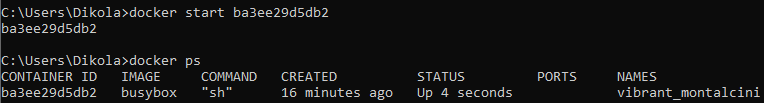 C:\Users\Dikola>docker start ba3ee29d5db2
ba3ee29d5db2
C:\Users\Dikola>docker ps
CONTAINER ID IMAGE COMMAND CREATED STATUS PORTS NAMES
ba3ee29d5db2 busybox "sh" 16 minutes ago Up 4 seconds vibrant_montalcini